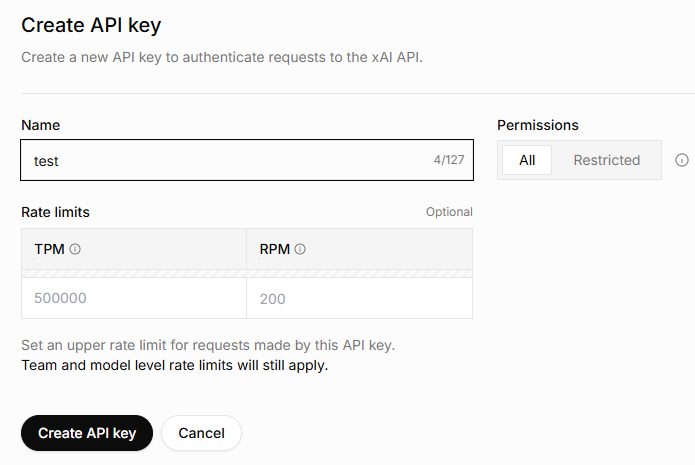 Create API key
Create a new API key to authenticate requests to the xAI API.
Name
Permissions
test
4/127
All
Restricted
Rate limits
Optional
TPM
RPM
500000
200
Set an upper rate limit for requests made by this API key.
Team and model level rate limits will still apply.
Create API key
Cancel